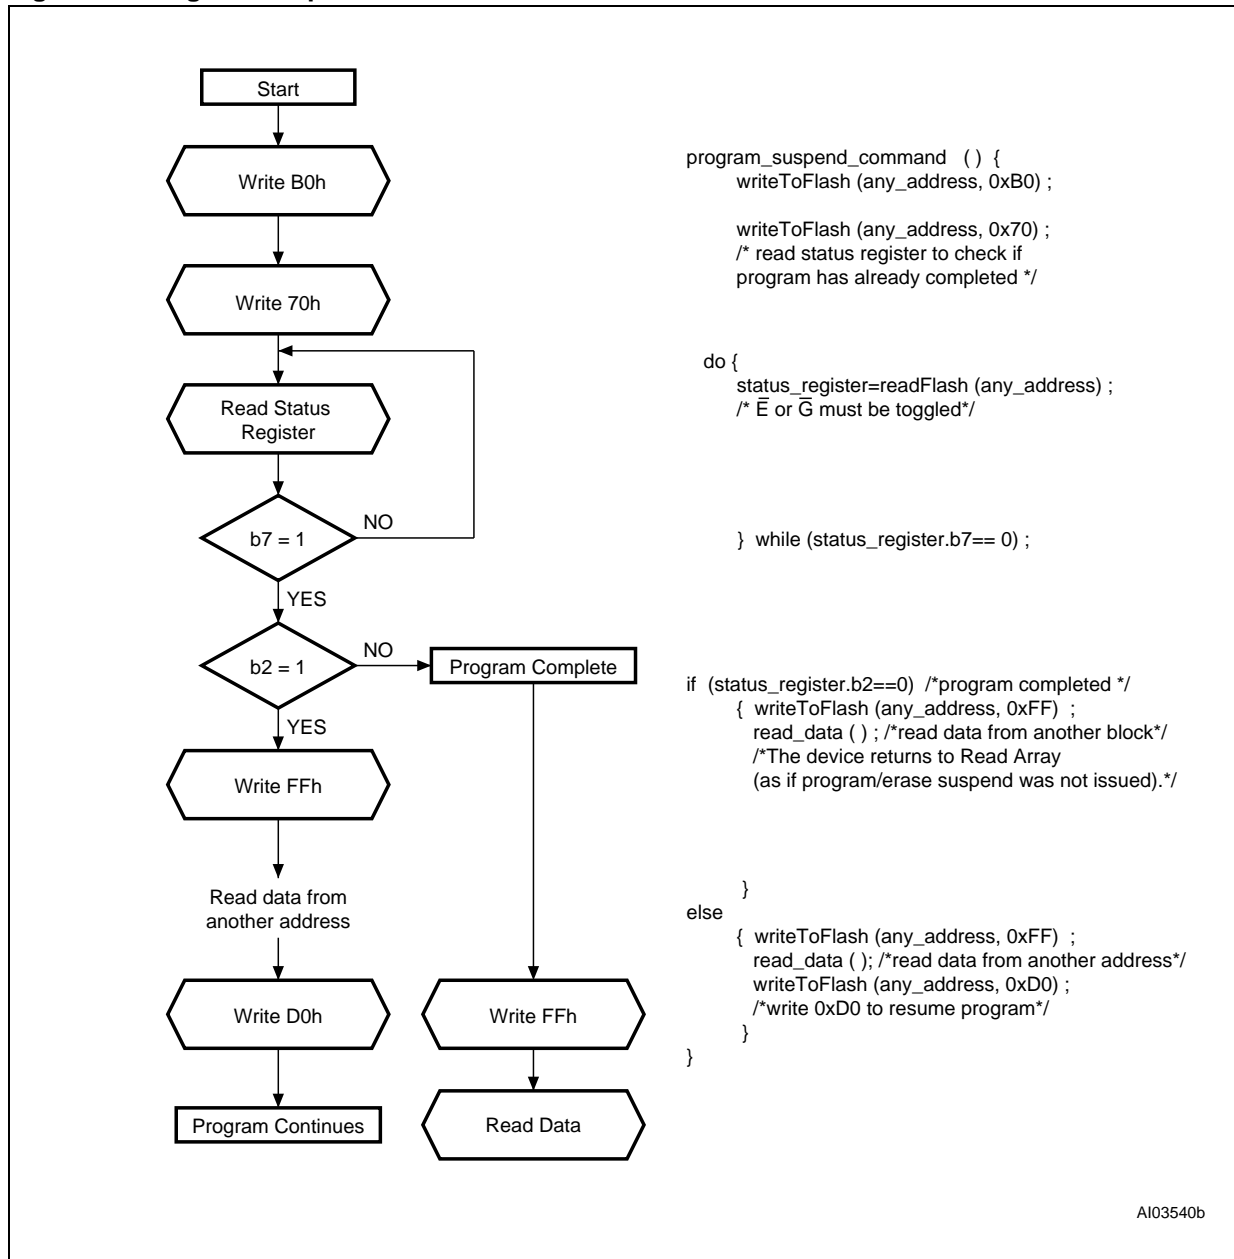 Start
Write B0h
Write 70h
Read Status
Register
b7 = 1
NO
YES
b2 = 1
NO
Program Complete
YES
Write FFh
Read data from
another address
Write D0h
Write FFh
Program Continues
Read Data
program_suspend_command ( ) {
writeToFlash (any_address, 0xB0) ;
writeToFlash (any_address, 0x70) ;
/* read status register to check if
program has already completed */
do {
status_register=readFlash (any_address) ;
/* E̅ or G̅ must be toggled*/
} while (status_register.b7== 0) ;
if (status_register.b2==0) /*program completed */
{ writeToFlash (any_address, 0xFF) ;
read_data ( ) ; /*read data from another block*/
/*The device returns to Read Array
(as if program/erase suspend was not issued).*/
}
else
{ writeToFlash (any_address, 0xFF) ;
read_data ( ); /*read data from another address*/
writeToFlash (any_address, 0xD0) ;
/*write 0xD0 to resume program*/
}
}
AI03540b